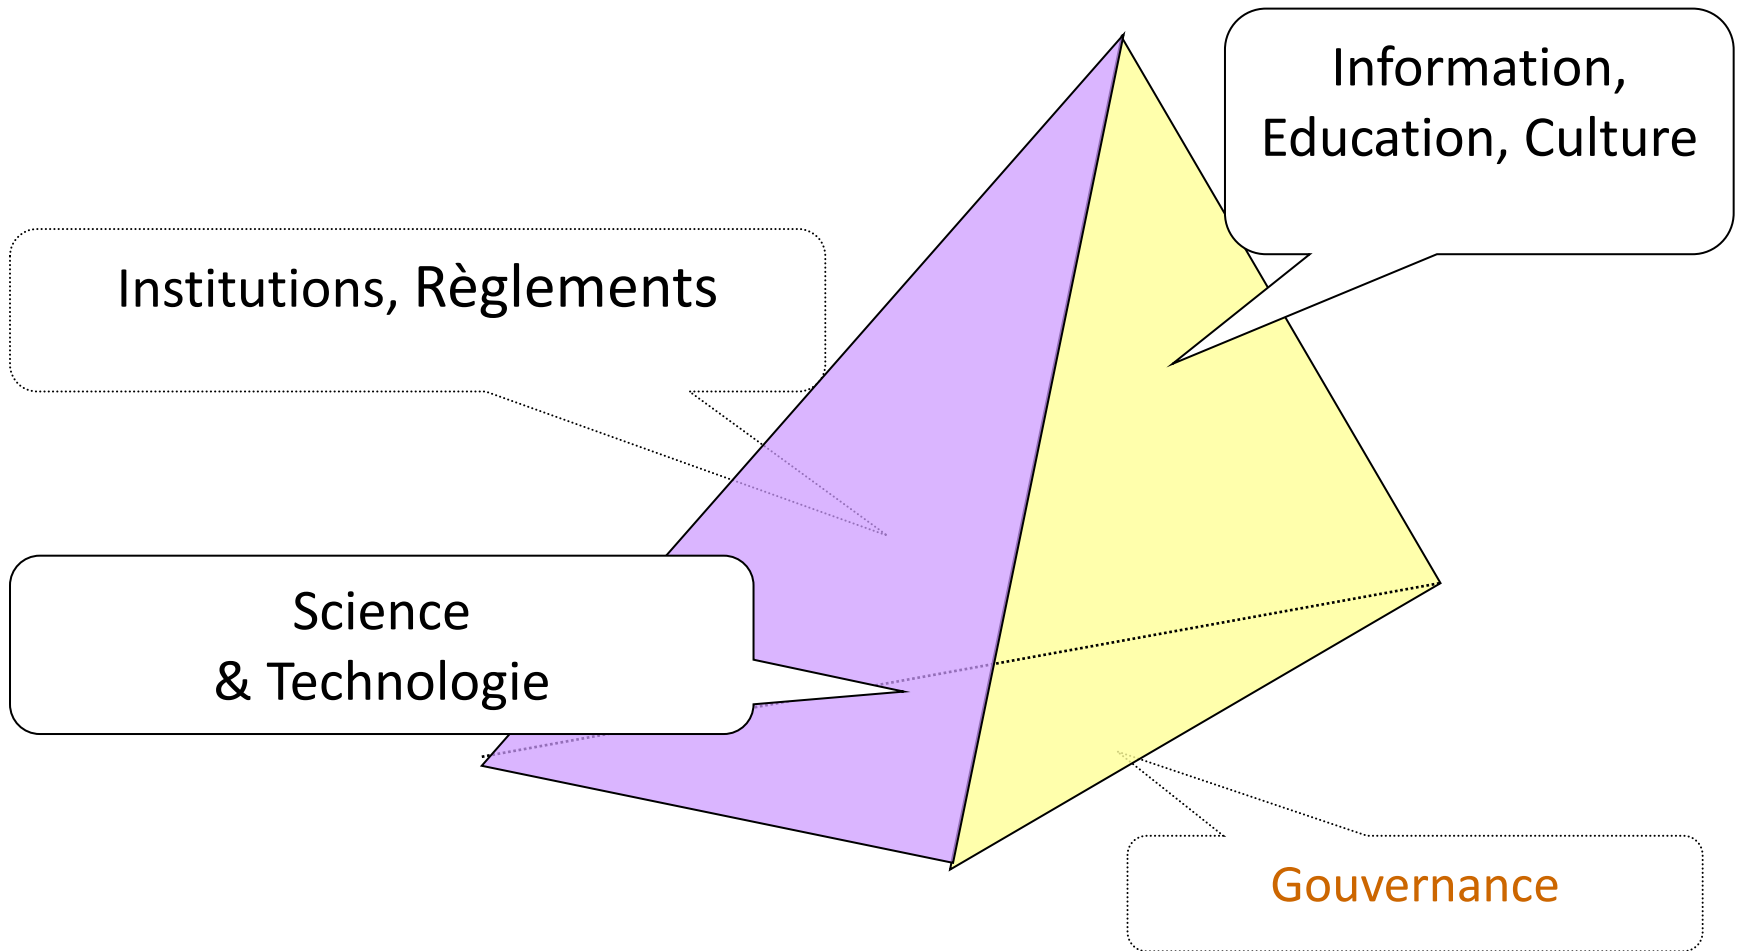 Information,
Education, Culture
Institutions, Règlements
Science
& Technologie
Gouvernance